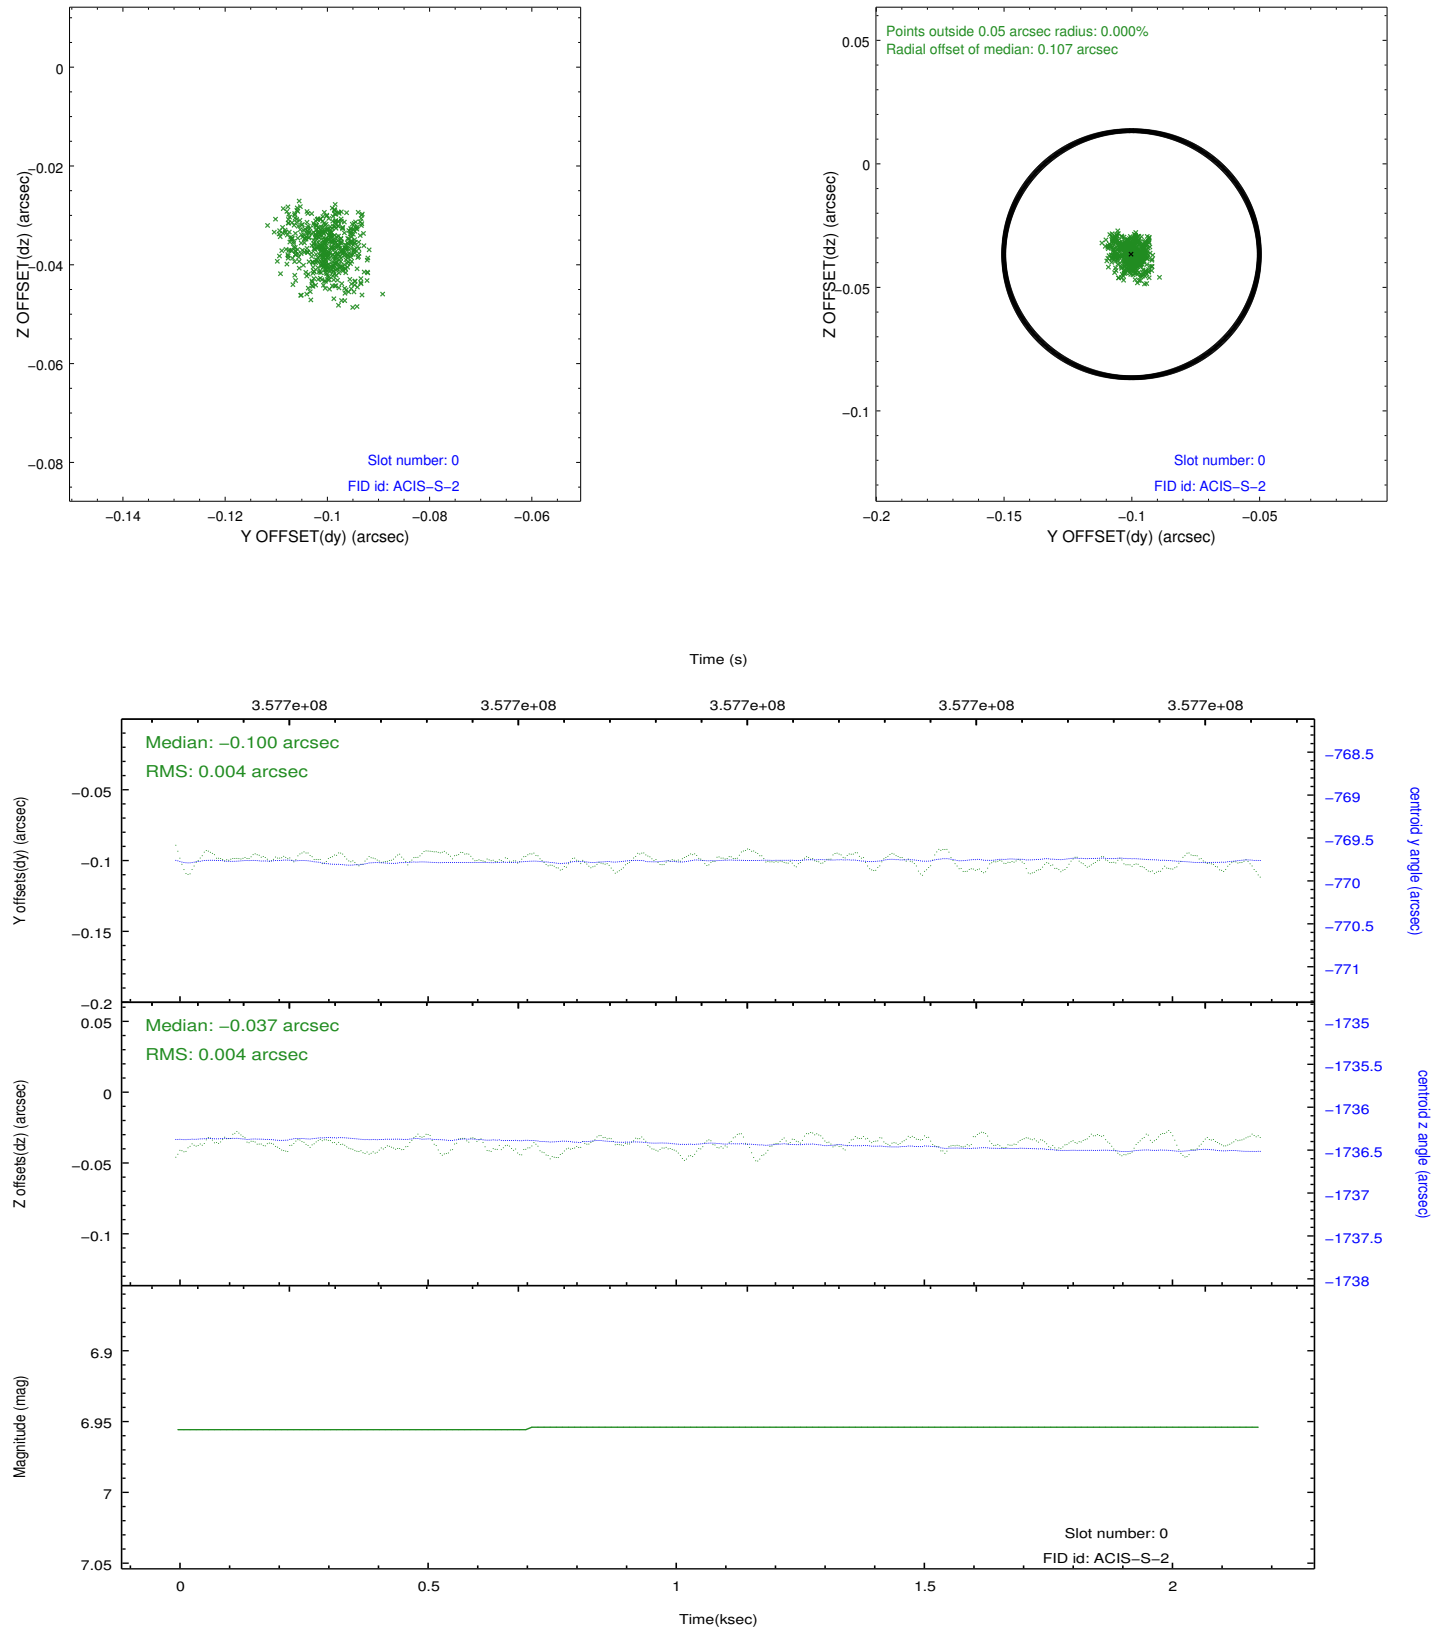 0
−0.02
−0.04
−0.06
−0.08
Z OFFSET(dz) (arcsec)
Slot number: 0
FID id: ACIS−S−2
−0.14 −0.12 −0.1 −0.08 −0.06
Y OFFSET(dy) (arcsec)
Points outside 0.05 arcsec radius: 0.000%
Radial offset of median: 0.107 arcsec
0.05
0
−0.05
−0.1
Z OFFSET(dz) (arcsec)
Slot number: 0
FID id: ACIS−S−2
−0.2 −0.15 −0.1 −0.05
Y OFFSET(dy) (arcsec)
Time (s)
3.577e+08 3.577e+08 3.577e+08 3.577e+08 3.577e+08
Median: −0.100 arcsec
RMS: 0.004 arcsec
−0.05
−0.1
−0.15
−0.2
Y offsets(dy) (arcsec)
−768.5
−769
−769.5
−770
−770.5
−771
centroid y angle (arcsec)
Median: −0.037 arcsec
RMS: 0.004 arcsec
0.05
0
−0.05
−0.1
Z offsets(dz) (arcsec)
−1735
−1735.5
−1736
−1736.5
−1737
−1737.5
−1738
centroid z angle (arcsec)
6.9
6.95
7
7.05
Magnitude (mag)
Slot number: 0
FID id: ACIS−S−2
0 0.5 1 1.5 2
Time(ksec)